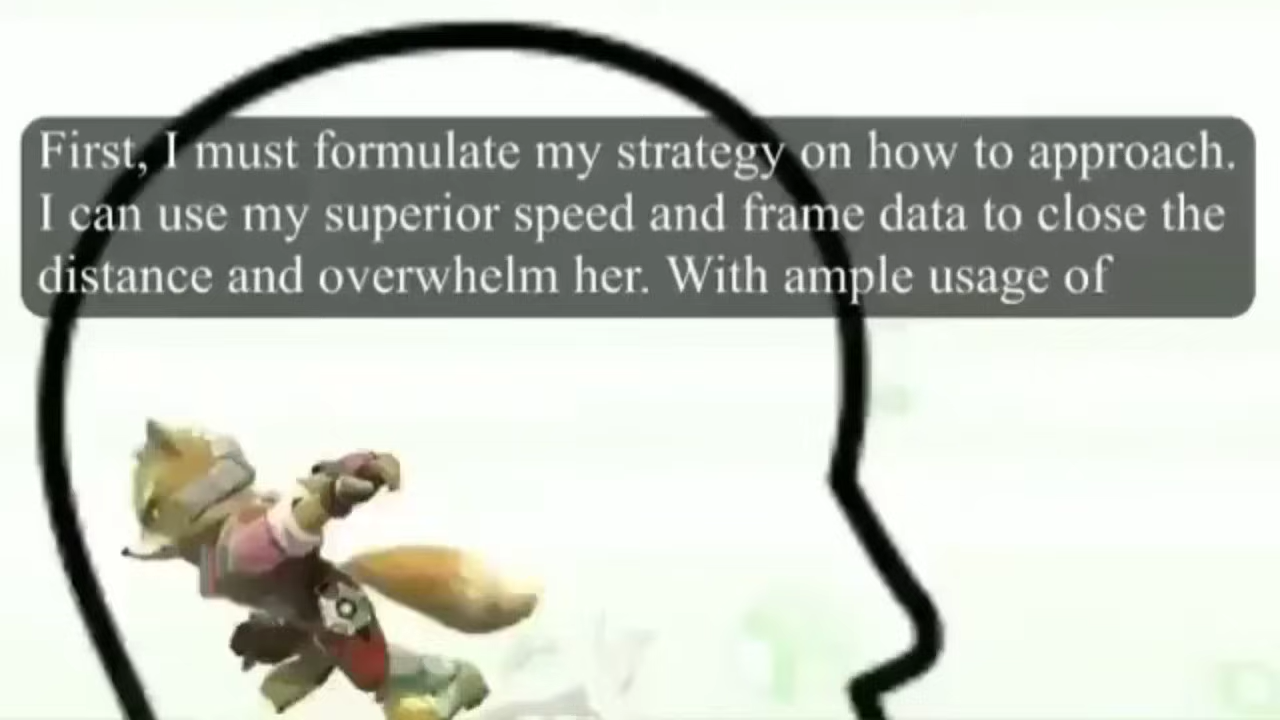 First, I must formulate my strategy on how to approach.
I can use my superior speed and frame data to close the
distance and overwhelm her. With ample usage of